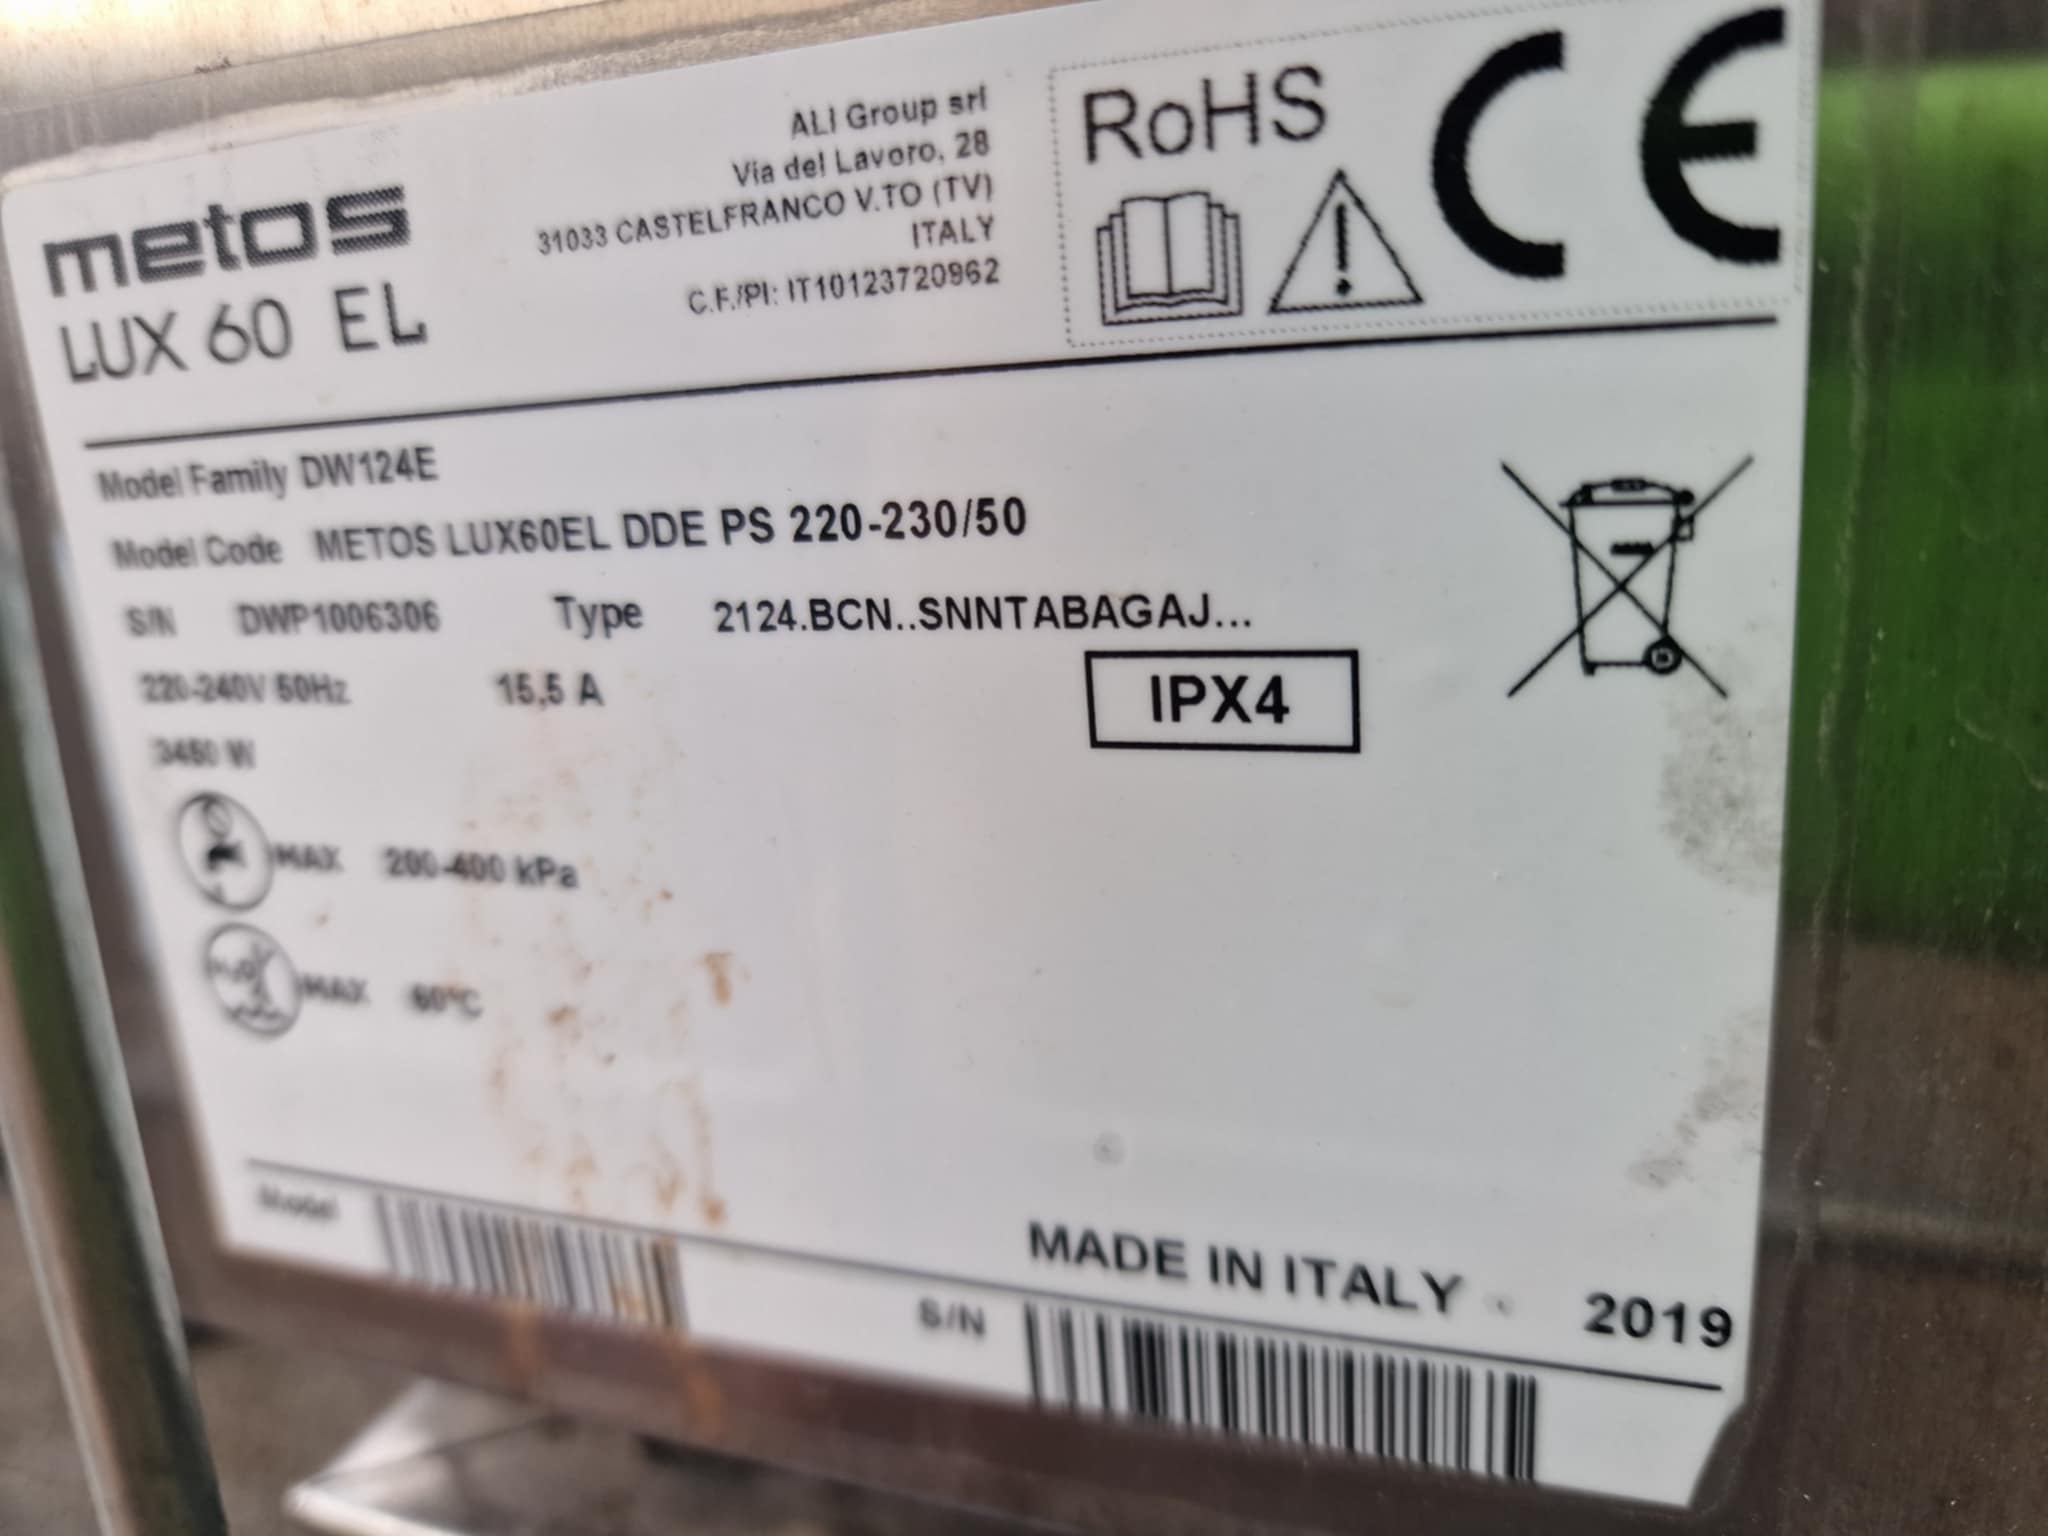 metos
LUX 60 EL
ALI Group srl
Via del Lavoro, 28
31033 CASTELFRANCO V.TO (TV)
ITALY
C.F./PI: IT10123720962
RoHS
CE
Model Family DW124E
Model Code METOS LUX60EL DDE PS 220-230/50
S/N DWP1006306 Type 2124.BCN..SNNTABAGAJ...
220-240V 50Hz 15,5 A
3450 W
IPX4
MAX 200-400 kPa
MAX 60°C
Model
MADE IN ITALY 2019
S/N